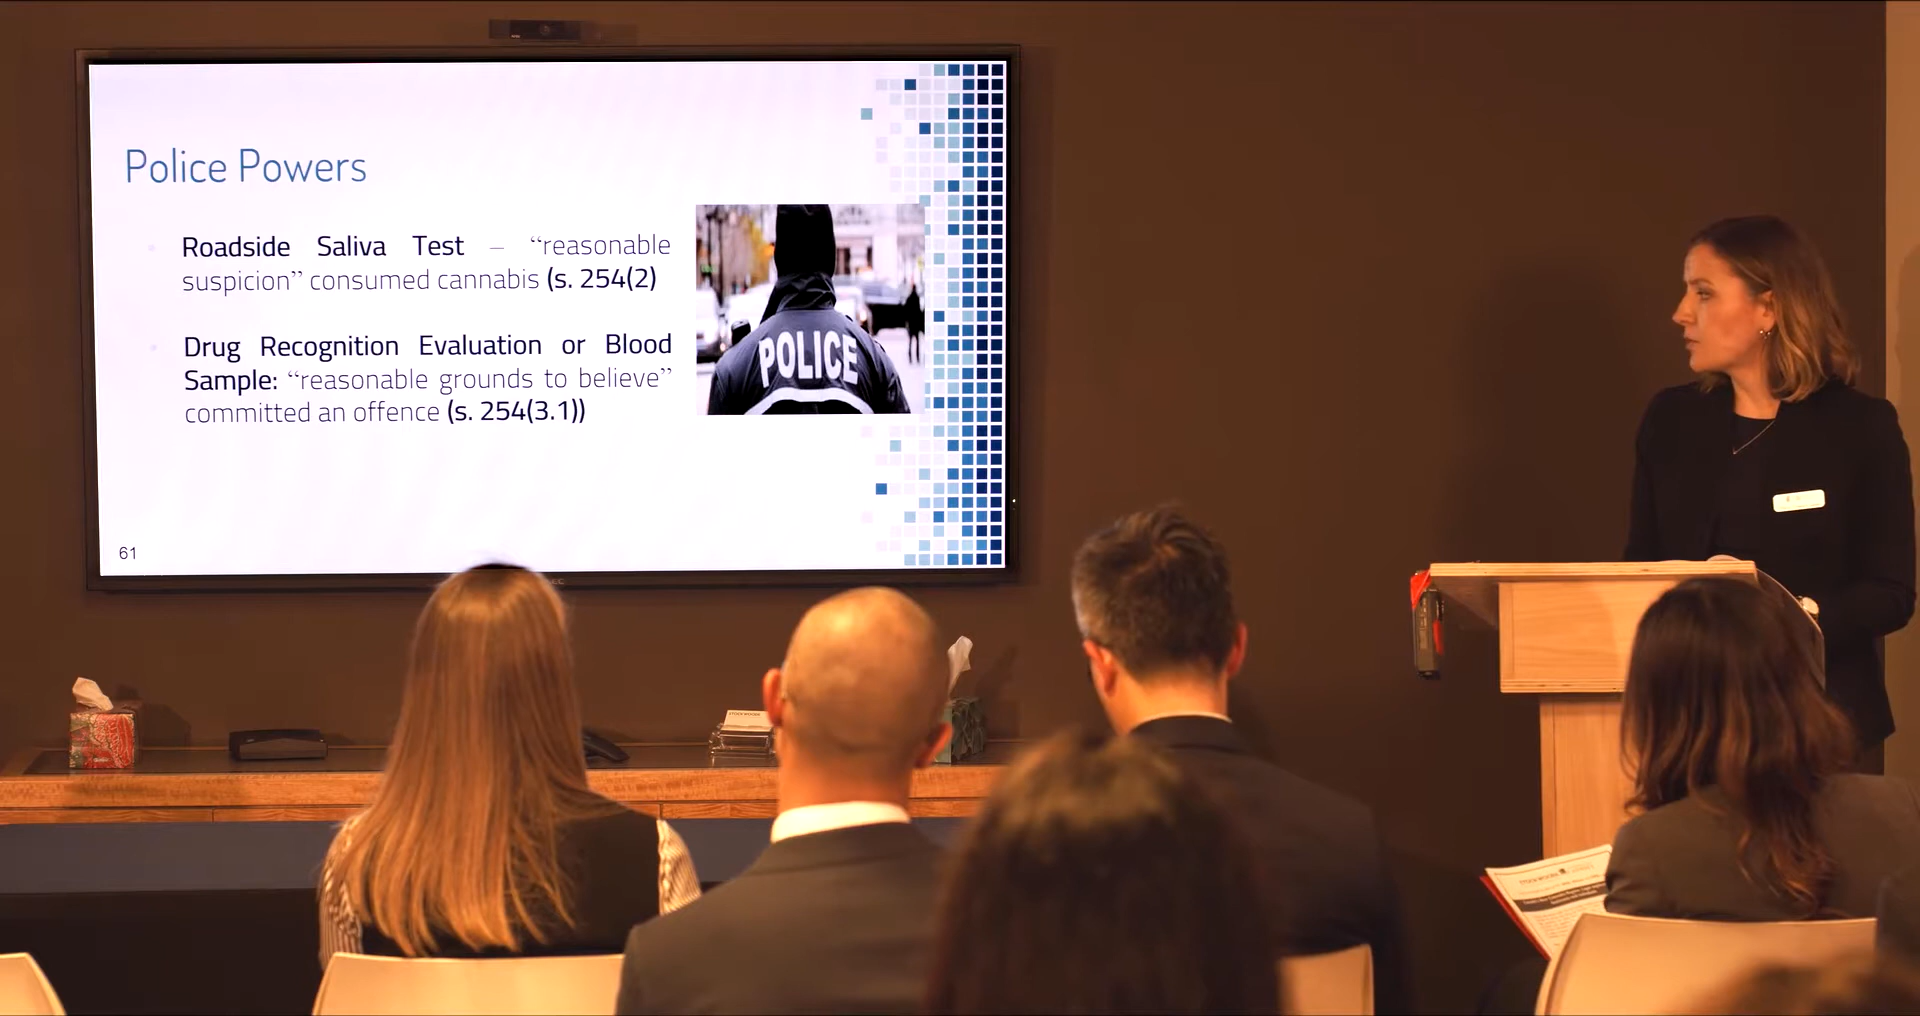 Police Powers
Roadside Saliva Test – “reasonable
suspicion” consumed cannabis (s. 254(2)
POLICE
Drug Recognition Evaluation or Blood
Sample: “reasonable grounds to believe”
committed an offence (s. 254(3.1))
61